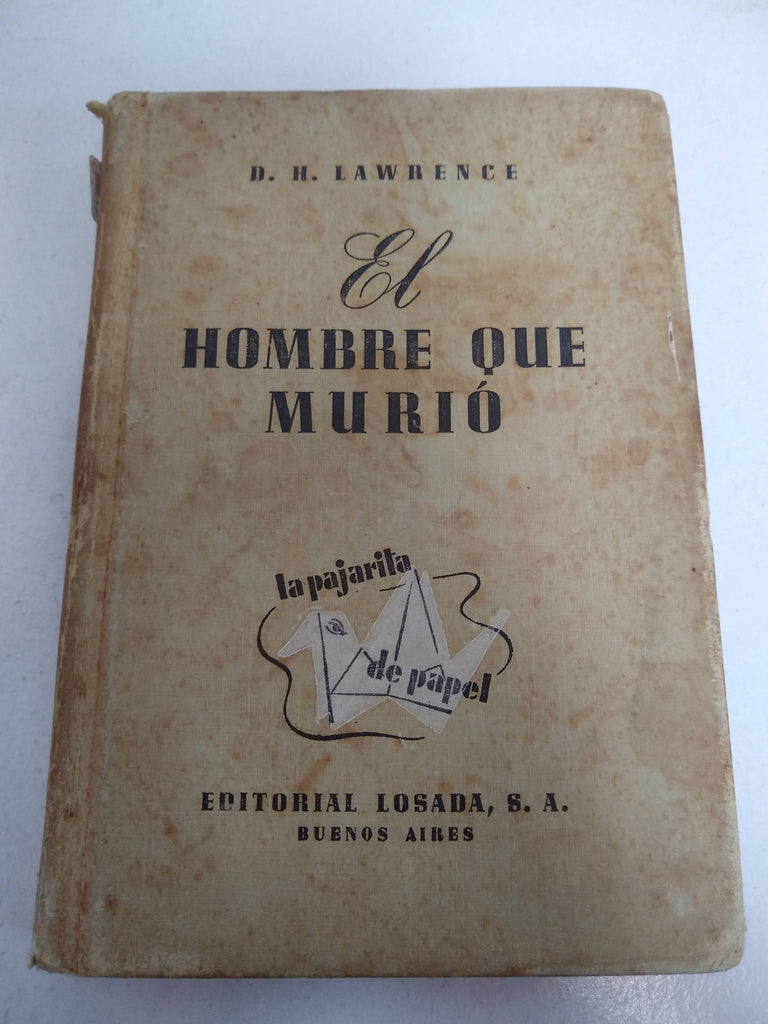 D. H. LAWRENCE
El
HOMBRE QUE
MURIÓ
la pajarita
de papel
EDITORIAL LOSADA, S. A.
BUENOS AIRES